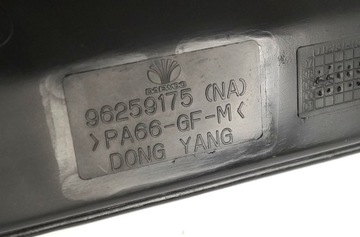 DAEWOO
96259175 (NA)
>PA66-GF-M<
DONG YANG